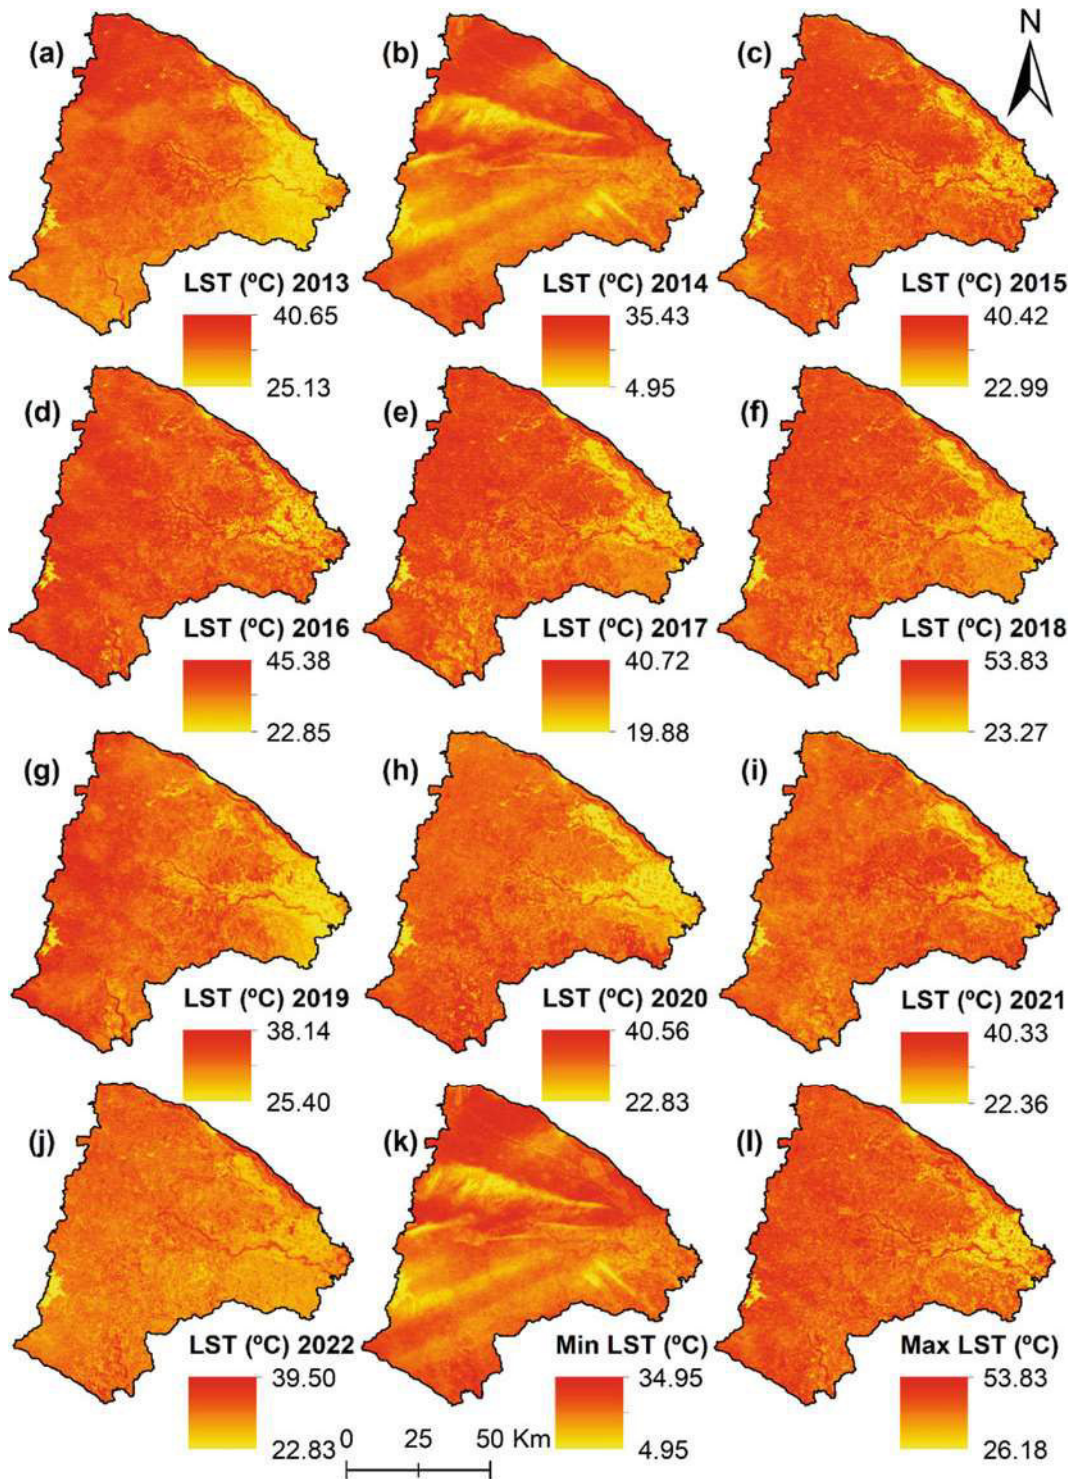 N
(a)
(b)
(c)
LST (ºC) 2013
40.65
25.13
LST (ºC) 2014
35.43
4.95
LST (ºC) 2015
40.42
22.99
(d)
(e)
(f)
LST (ºC) 2016
45.38
22.85
LST (ºC) 2017
40.72
19.88
LST (ºC) 2018
53.83
23.27
(g)
(h)
(i)
LST (ºC) 2019
38.14
25.40
LST (ºC) 2020
40.56
22.83
LST (ºC) 2021
40.33
22.36
(j)
(k)
(l)
LST (ºC) 2022
39.50
22.83
Min LST (ºC)
34.95
4.95
Max LST (ºC)
53.83
26.18
0 25 50 Km